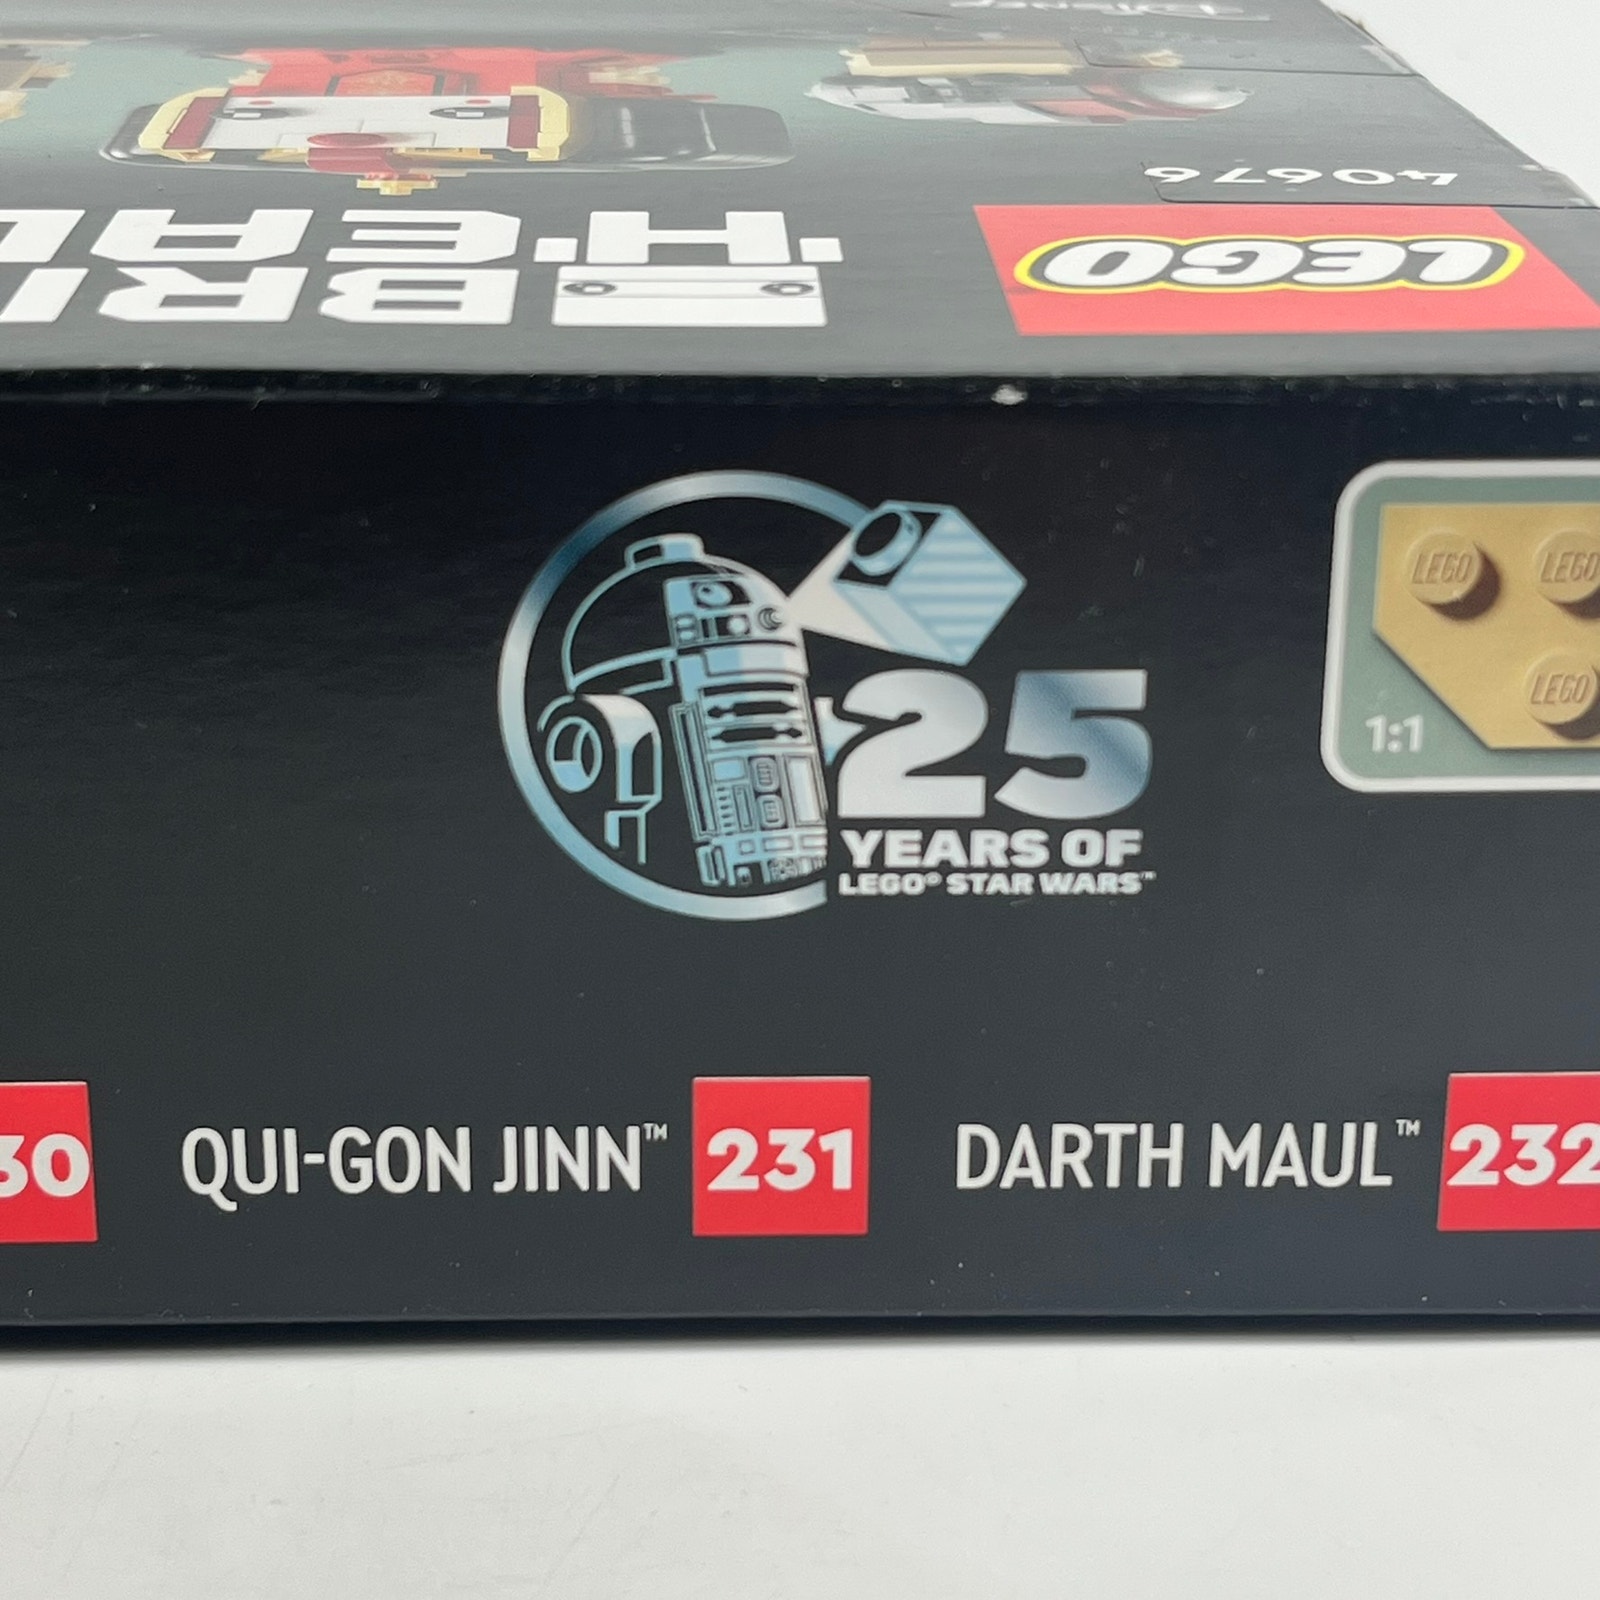 40676
LEGO
LEGO LEGO
LEGO
1:1
25
YEARS OF
LEGO® STAR WARS™
QUI-GON JINN™ 231 DARTH MAUL™ 232